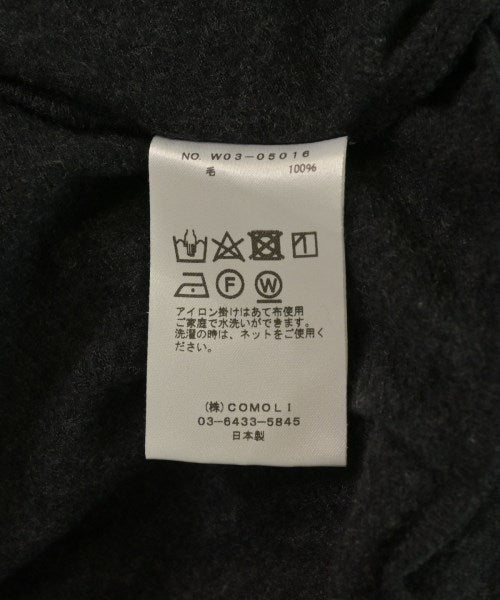 NO. W03-05016
毛 100%
F W
アイロン掛けはあて布使用
ご家庭で水洗いができます。
洗濯の時は、ネットをご使用く
ださい。
(株)COMOLI
03-6433-5845
日本製